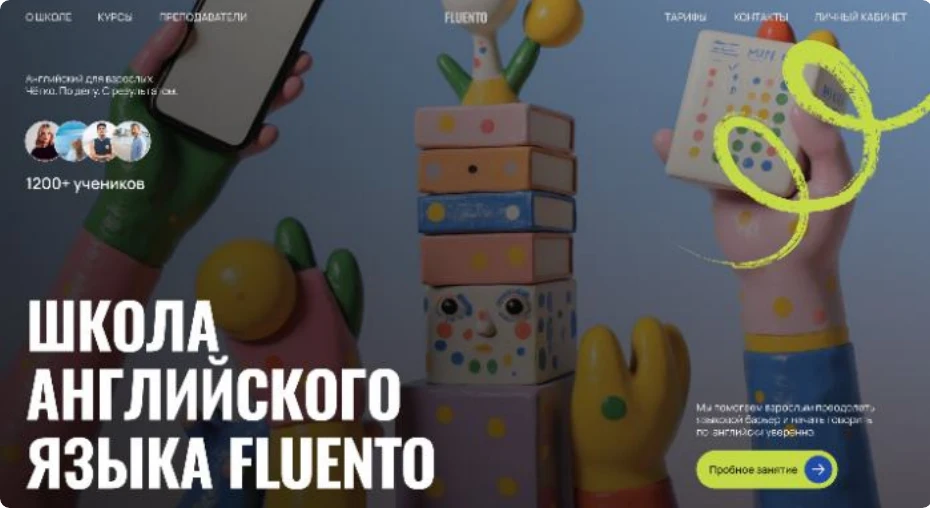 О ШКОЛЕ КУРСЫ ПРЕПОДАВАТЕЛИ FLUENTO ТАРИФЫ КОНТАКТЫ ЛИЧНЫЙ КАБИНЕТ
Английский для взрослых.
Чётко. По делу. С результатом.
1200+ учеников
ШКОЛА
АНГЛИЙСКОГО
ЯЗЫКА FLUENTO
Мы помогаем взрослым преодолеть
языковой барьер и начать говорить
по-английски уверенно.
Пробное занятие